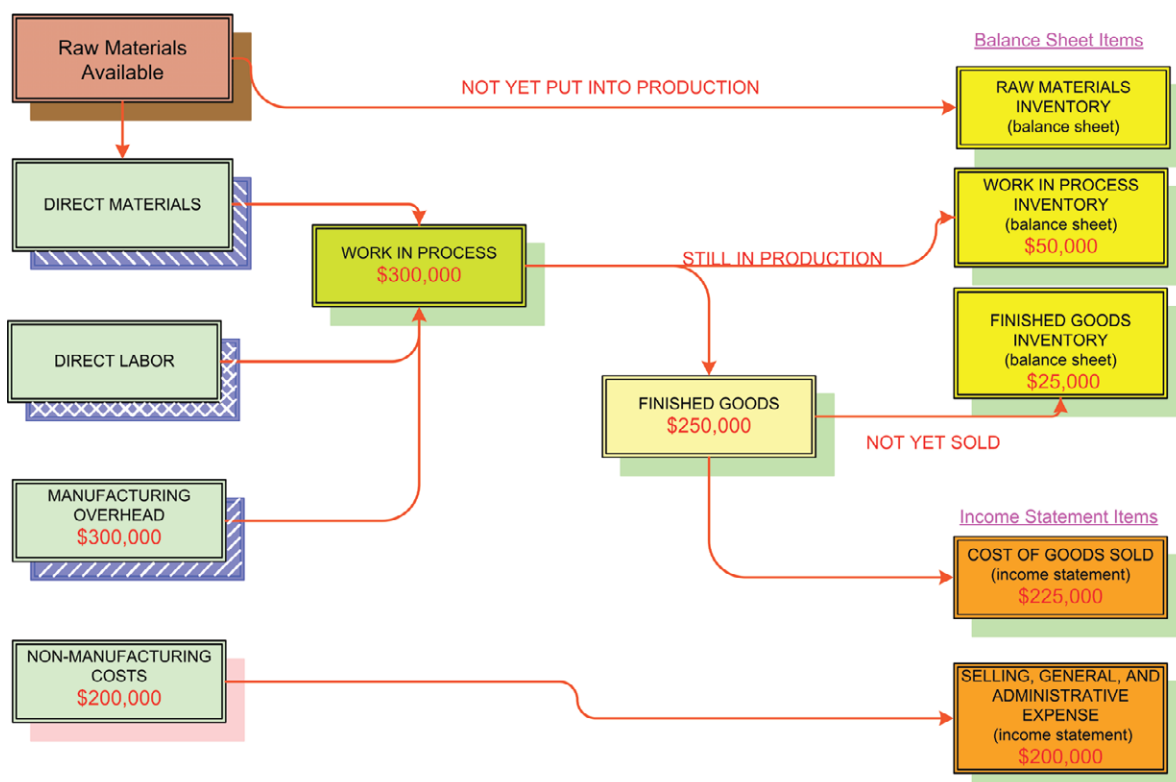 Raw Materials
Available
Balance Sheet Items
NOT YET PUT INTO PRODUCTION
RAW MATERIALS
INVENTORY
(balance sheet)
DIRECT MATERIALS
WORK IN PROCESS
INVENTORY
(balance sheet)
$50,000
WORK IN PROCESS
$300,000
STILL IN PRODUCTION
FINISHED GOODS
INVENTORY
(balance sheet)
$25,000
DIRECT LABOR
FINISHED GOODS
$250,000
NOT YET SOLD
MANUFACTURING
OVERHEAD
$300,000
Income Statement Items
COST OF GOODS SOLD
(income statement)
$225,000
NON-MANUFACTURING
COSTS
$200,000
SELLING, GENERAL, AND
ADMINISTRATIVE
EXPENSE
(income statement)
$200,000